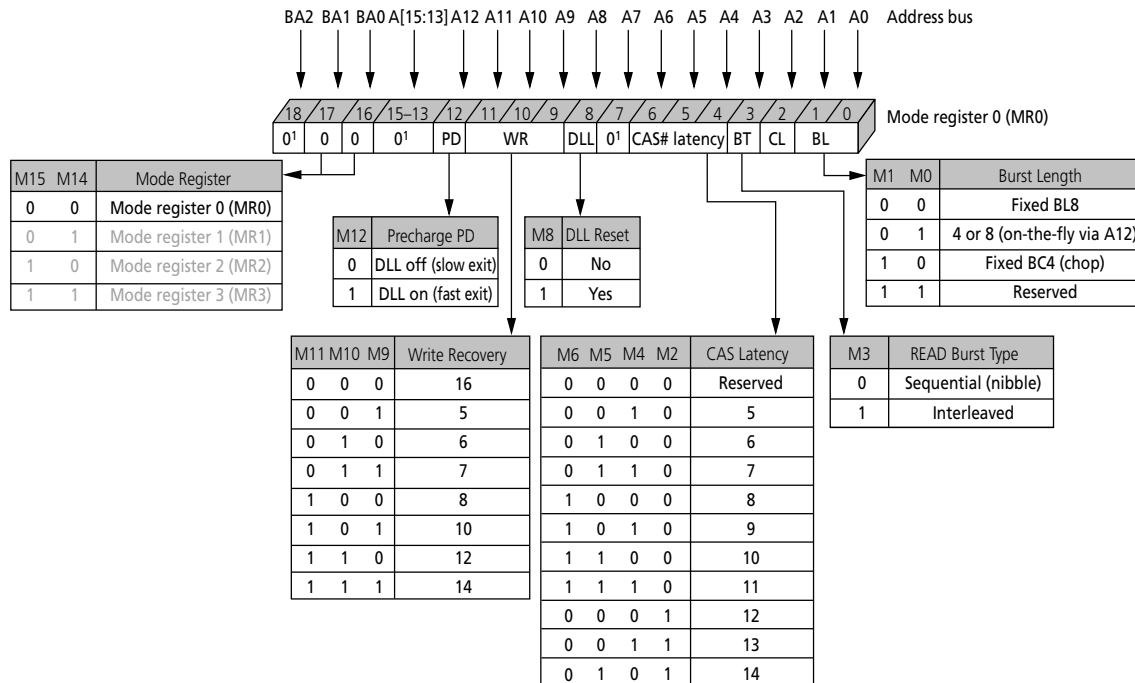 BA2 BA1 BA0 A[15:13] A12 A11 A10 A9 A8 A7 A6 A5 A4 A3 A2 A1 A0 Address bus
18 17 16 15–13 12 11 10 9 8 7 6 5 4 3 2 1 0 Mode register 0 (MR0)
0¹ 0 0 0¹ PD WR DLL 0¹ CAS# latency BT CL BL
M15 M14 Mode Register
0 0 Mode register 0 (MR0)
0 1 Mode register 1 (MR1)
1 0 Mode register 2 (MR2)
1 1 Mode register 3 (MR3)
M12 Precharge PD
0 DLL off (slow exit)
1 DLL on (fast exit)
M8 DLL Reset
0 No
1 Yes
M1 M0 Burst Length
0 0 Fixed BL8
0 1 4 or 8 (on-the-fly via A12)
1 0 Fixed BC4 (chop)
1 1 Reserved
M11 M10 M9 Write Recovery
0 0 0 16
0 0 1 5
0 1 0 6
0 1 1 7
1 0 0 8
1 0 1 10
1 1 0 12
1 1 1 14
M6 M5 M4 M2 CAS Latency
0 0 0 0 Reserved
0 0 1 0 5
0 1 0 0 6
0 1 1 0 7
1 0 0 0 8
1 0 1 0 9
1 1 0 0 10
1 1 1 0 11
0 0 0 1 12
0 0 1 1 13
0 1 0 1 14
M3 READ Burst Type
0 Sequential (nibble)
1 Interleaved